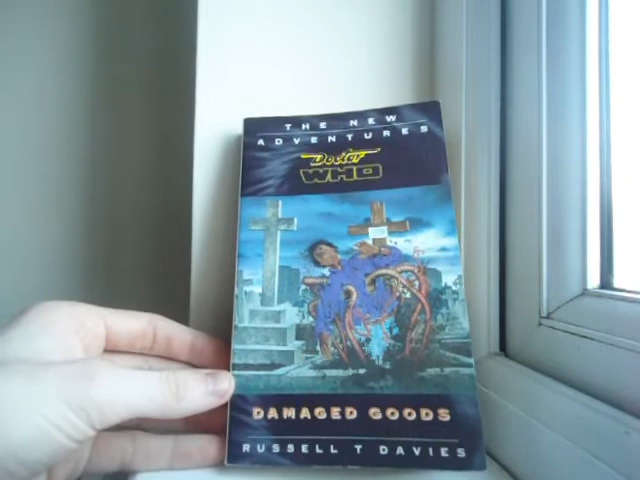 THE NEW
ADVENTURES
Doctor
WHO
DAMAGED GOODS
RUSSELL T DAVIES